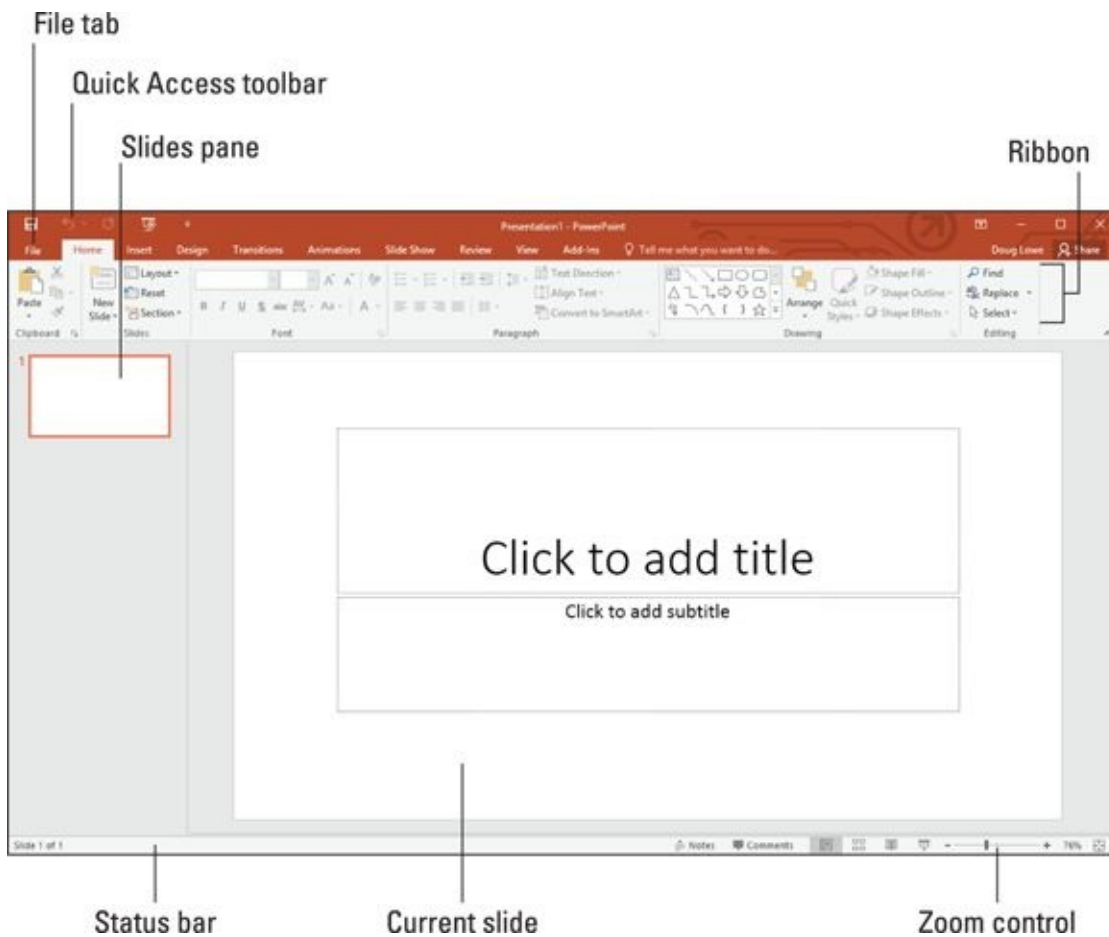 File tab
Quick Access toolbar
Slides pane
Ribbon
Presentation1 - PowerPoint
File Home Insert Design Transitions Animations Slide Show Review View Add-Ins Tell me what you want to do... Doug Lowe Share
Paste
New Slide
Layout
Reset
Section
B I U S abc AV Aa A
Text Direction
Align Text
Convert to SmartArt
Arrange
Quick Styles
Shape Fill
Shape Outline
Shape Effects
Find
Replace
Select
Clipboard Slides Font Paragraph Drawing Editing
1
Click to add title
Click to add subtitle
Slide 1 of 1 Notes Comments 76%
Status bar
Current slide
Zoom control